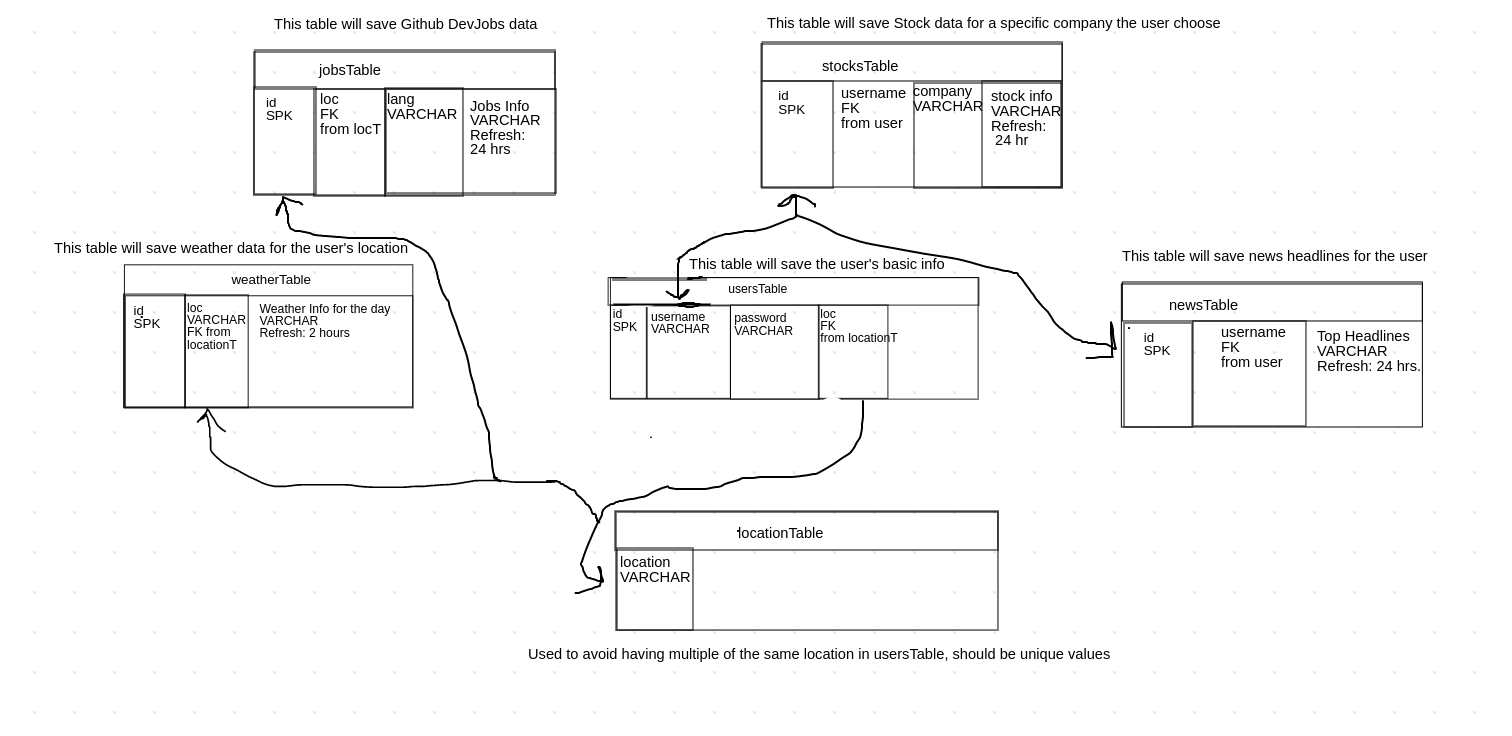 This table will save Github DevJobs data
jobsTable
id
SPK
loc
FK
from locT
lang
VARCHAR
Jobs Info
VARCHAR
Refresh:
24 hrs
This table will save Stock data for a specific company the user choose
stocksTable
id
SPK
username
FK
from user
company
VARCHAR
stock info
VARCHAR
Refresh:
24 hr
This table will save weather data for the user's location
weatherTable
id
SPK
loc
VARCHAR
FK from
locationT
Weather Info for the day
VARCHAR
Refresh: 2 hours
This table will save the user's basic info
usersTable
id
SPK
username
VARCHAR
password
VARCHAR
loc
FK
from locationT
This table will save news headlines for the user
newsTable
id
SPK
username
FK
from user
Top Headlines
VARCHAR
Refresh: 24 hrs.
locationTable
location
VARCHAR
Used to avoid having multiple of the same location in usersTable, should be unique values